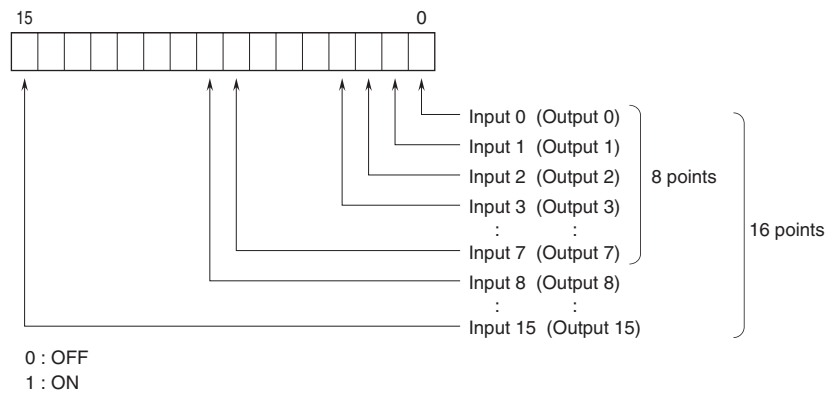 15 0
Input 0 (Output 0)
Input 1 (Output 1)
Input 2 (Output 2)
8 points
Input 3 (Output 3)
: :
16 points
Input 7 (Output 7)
Input 8 (Output 8)
: :
Input 15 (Output 15)
0 : OFF
1 : ON